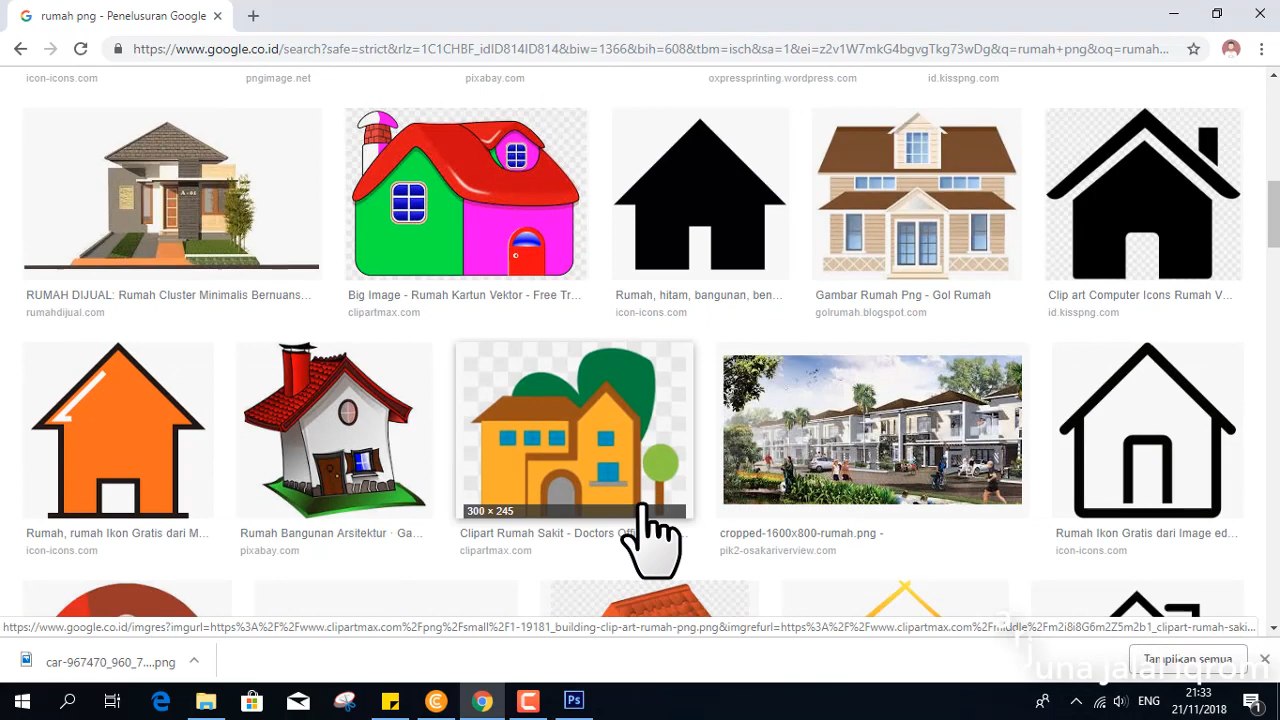 rumah png - Penelusuran Google
https://www.google.co.id/search?safe=strict&rlz=1C1CHBF_idID814ID814&biw=1366&bih=608&tbm=isch&sa=1&ei=z2v1W7mkG4bgvgTkg73wDg&q=rumah+png&oq=rumah...
icon-icons.com pngimage.net pixabay.com oxpressprinting.wordpress.com id.kisspng.com
RUMAH DIJUAL: Rumah Cluster Minimalis Bernuans... Big Image - Rumah Kartun Vektor - Free Tr... Rumah, hitam, bangunan, ben... Gambar Rumah Png - Gol Rumah Clip art Computer Icons Rumah V...
rumahdijual.com clipartmax.com icon-icons.com golrumah.blogspot.com id.kisspng.com
300 × 245
Rumah, rumah Ikon Gratis dari M... Rumah Bangunan Arsitektur · Ga... Clipart Rumah Sakit - Doctors cropped-1600x800-rumah.png - Rumah Ikon Gratis dari Image ed...
icon-icons.com pixabay.com clipartmax.com pik2-osakariverview.com icon-icons.com
https://www.google.co.id/imgres?imgurl=https%3A%2F%2Fwww.clipartmax.com%2Fpng%2Fsmall%2F1-19181_building-clip-art-rumah-png.png&imgrefurl=https%3A%2F%2Fwww.clipartmax.com%2Fmiddle%2Fm2i8i8G6m2Z5m2b1_clipart-rumah-saki...
car-967470_960_7....png
Tampilkan semua
una jalal iqrom
ENG
21:33
21/11/2018